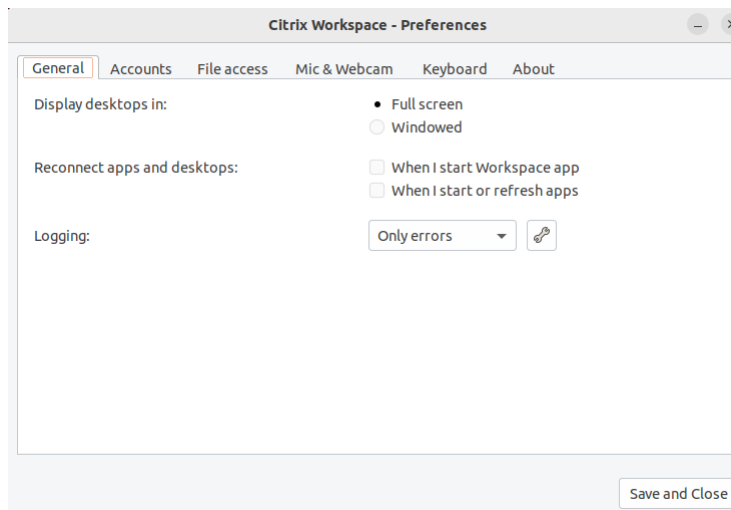 Citrix Workspace - Preferences
General Accounts File access Mic & Webcam Keyboard About
Display desktops in: Full screen
Windowed
Reconnect apps and desktops: When I start Workspace app
When I start or refresh apps
Logging: Only errors
Save and Close